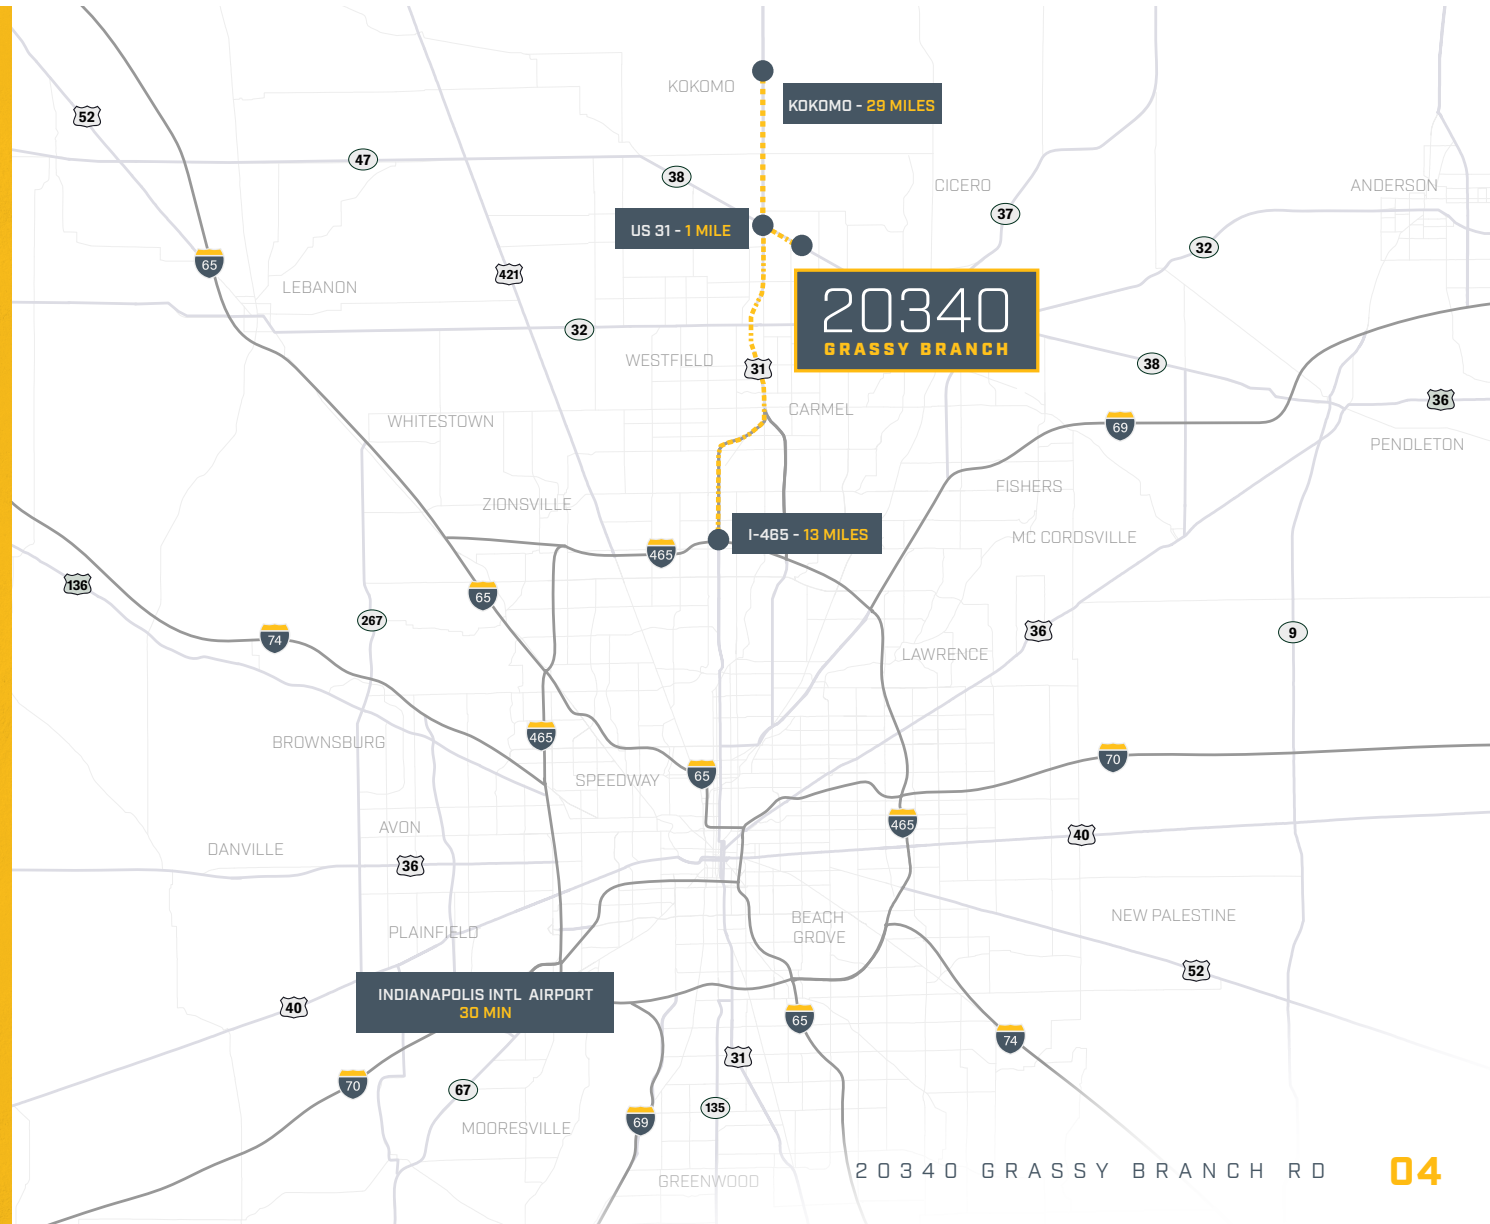 KOKOMO
KOKOMO - 29 MILES
52
47
38
CICERO
ANDERSON
37
US 31 - 1 MILE
32
65
421
LEBANON
20340
GRASSY BRANCH
32
WESTFIELD
31
38
36
CARMEL
WHITESTOWN
69
PENDLETON
FISHERS
ZIONSVILLE
I-465 - 13 MILES
MC CORDSVILLE
465
136
65
267
74
36
9
LAWRENCE
465
BROWNSBURG
70
SPEEDWAY
65
AVON
465
40
DANVILLE
36
BEACH
GROVE
NEW PALESTINE
PLAINFIELD
52
INDIANAPOLIS INTL AIRPORT
30 MIN
40
65
74
31
70
67
135
69
MOORESVILLE
GREENWOOD
20340 GRASSY BRANCH RD
04